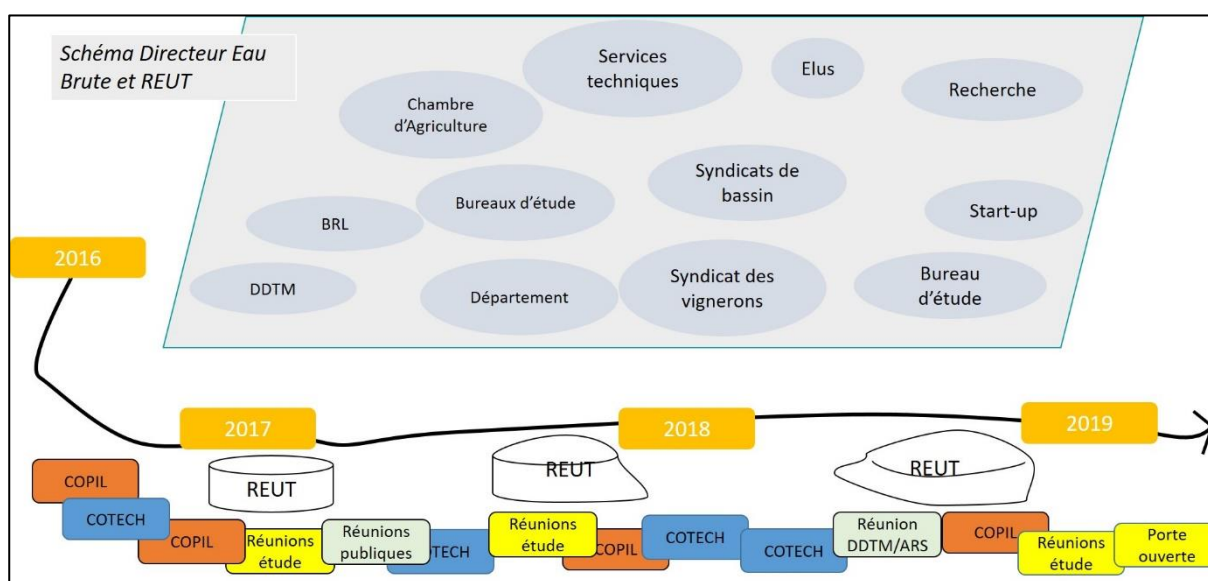 Schéma Directeur Eau
Brute et REUT
Services
techniques
Elus
Recherche
Chambre
d'Agriculture
Syndicats de
bassin
Bureaux d'étude
Start-up
BRL
2016
DDTM
Département
Syndicat des
vignerons
Bureau
d'étude
2017
2018
2019
REUT
REUT
REUT
COPIL
COTECH
COPIL
Réunions
étude
Réunions
publiques
COTECH
Réunions
étude
COPIL
COTECH
COTECH
Réunion
DDTM/ARS
COPIL
Réunions
étude
Porte
ouverte